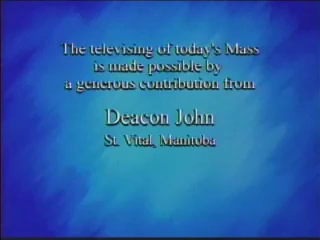 The televising of today's Mass
is made possible by
a generous contribution from
Deacon John
St. Vital, Manitoba